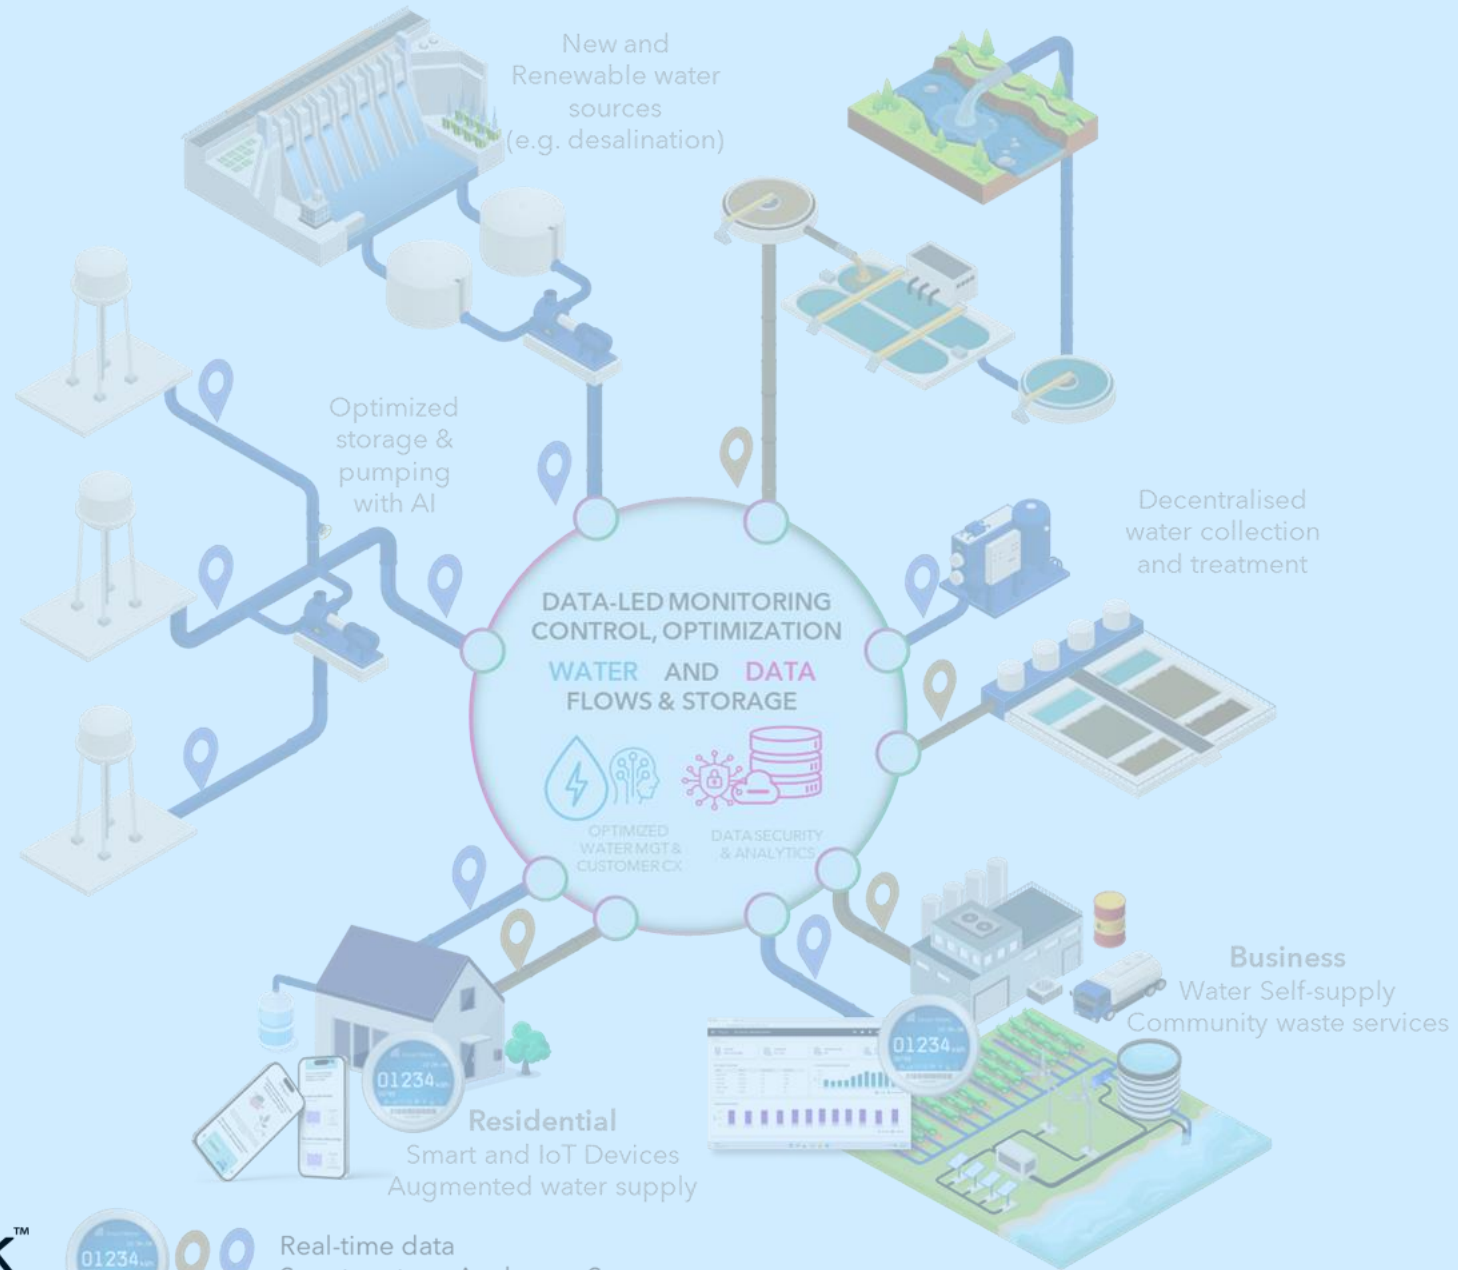 New and
Renewable water
sources
(e.g. desalination)
Optimized
storage &
pumping
with AI
Decentralised
water collection
and treatment
DATA-LED MONITORING
CONTROL, OPTIMIZATION
WATER AND DATA
FLOWS & STORAGE
OPTIMIZED
WATER MGT &
CUSTOMER CX
DATA SECURITY
& ANALYTICS
Business
Water Self-supply
Community waste services
01234
01234
Residential
Smart and IoT Devices
Augmented water supply
TM
01234
Real-time data